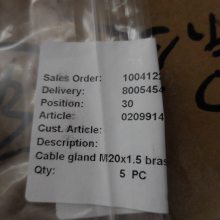 Sales Order: 1004122
Delivery: 8005454
Position: 30
Article: 0209914
Cust. Article:
Description:
Cable gland M20x1.5 bras
Qty: 5 PC